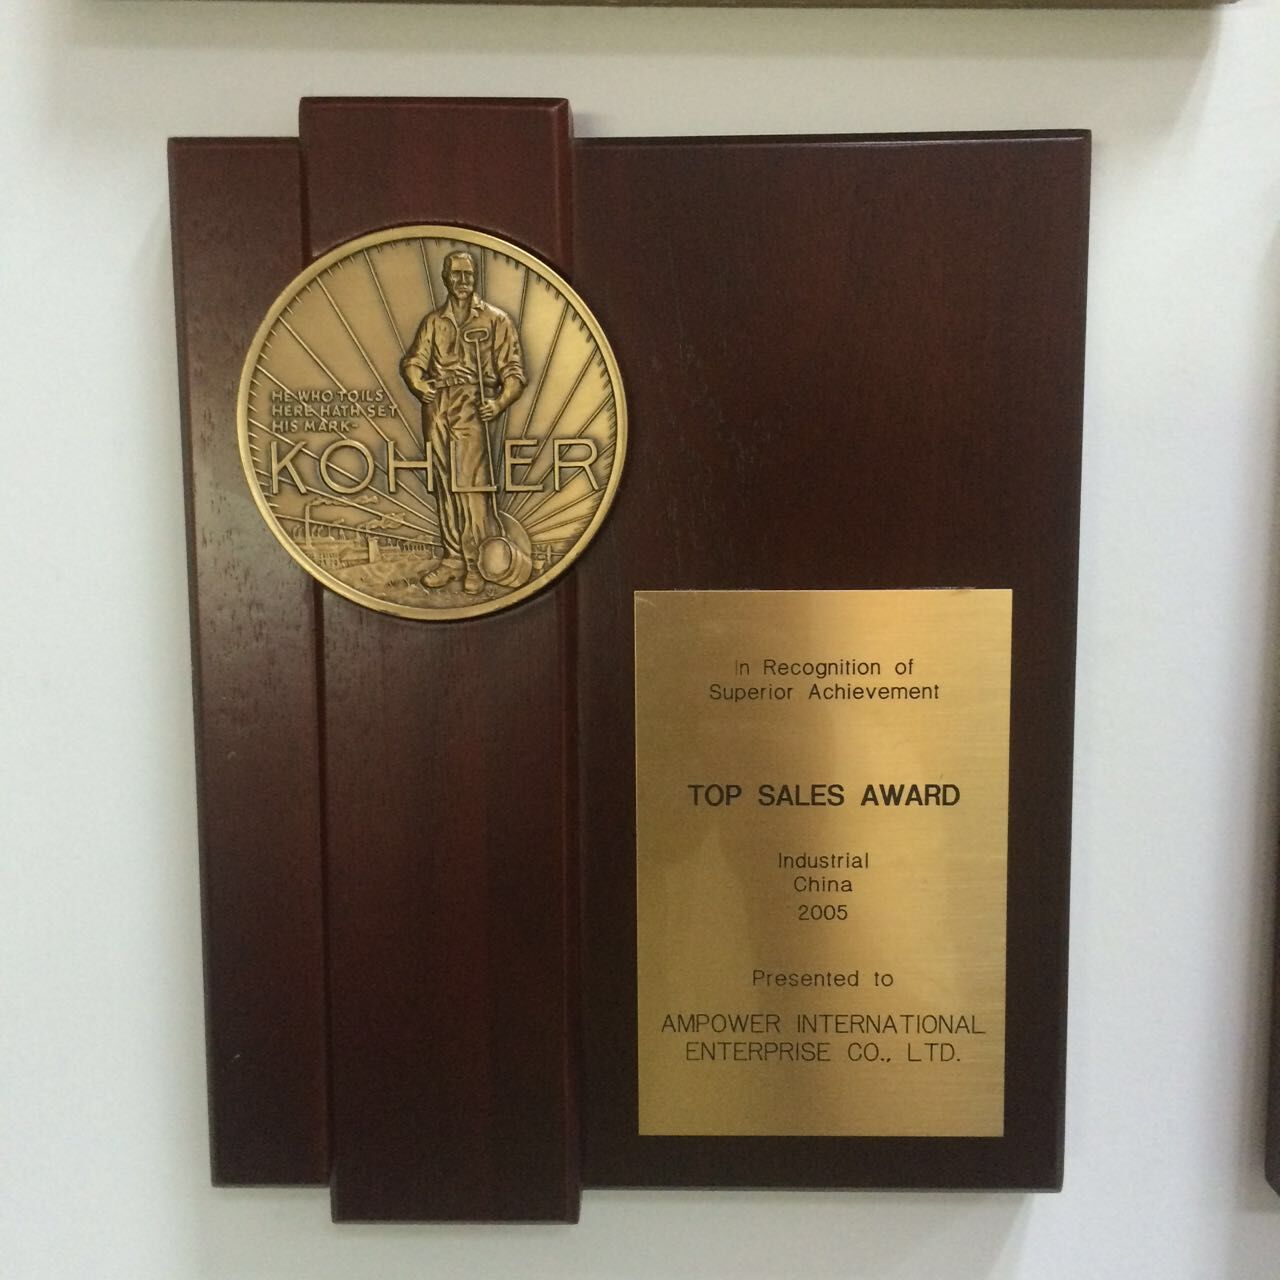 HE WHO TOILS
HERE HATH SET
HIS MARK-
KOHLER
In Recognition of
Superior Achievement
TOP SALES AWARD
Industrial
China
2005
Presented to
AMPOWER INTERNATIONAL
ENTERPRISE CO., LTD.